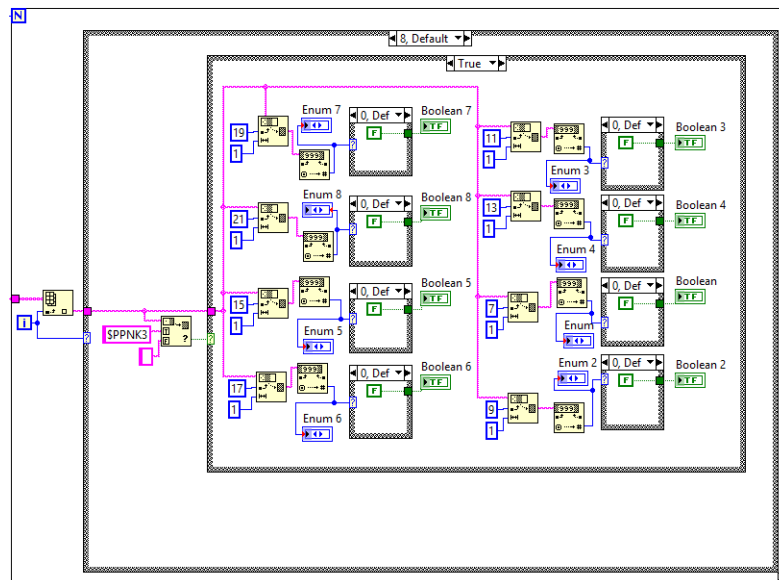 N
8, Default
True
Enum 7
0, Def
Boolean 7
19
1
F
TF
?
Enum 8
0, Def
Boolean 8
21
1
F
TF
?
Enum 5
0, Def
Boolean 5
15
1
F
TF
?
Enum 6
0, Def
Boolean 6
17
1
F
TF
?
Enum 3
0, Def
Boolean 3
11
1
F
TF
?
Enum 4
0, Def
Boolean 4
13
1
F
TF
?
Enum
0, Def
Boolean
7
1
F
TF
?
Enum 2
0, Def
Boolean 2
9
1
F
TF
?
i
?
$PPNK3
?
?